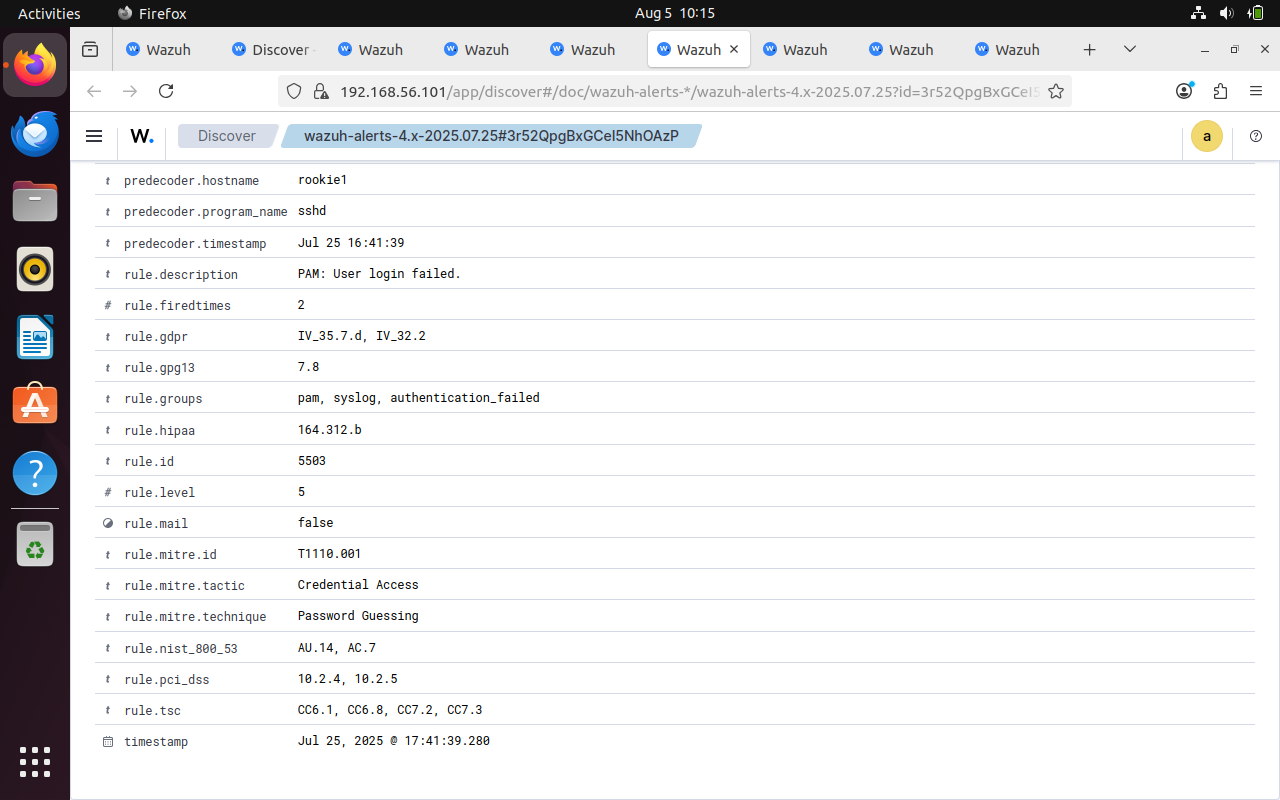 Activities Firefox Aug 5 10:15
Wazuh Discover Wazuh Wazuh Wazuh Wazuh Wazuh Wazuh Wazuh
192.168.56.101/app/discover#/doc/wazuh-alerts-*/wazuh-alerts-4.x-2025.07.25?id=3r52QpgBxGCeI5
W. Discover wazuh-alerts-4.x-2025.07.25#3r52QpgBxGCeI5NhOAzP a
t predecoder.hostname rookie1
t predecoder.program_name sshd
t predecoder.timestamp Jul 25 16:41:39
t rule.description PAM: User login failed.
# rule.firedtimes 2
t rule.gdpr IV_35.7.d, IV_32.2
t rule.gpg13 7.8
t rule.groups pam, syslog, authentication_failed
t rule.hipaa 164.312.b
t rule.id 5503
# rule.level 5
rule.mail false
t rule.mitre.id T1110.001
t rule.mitre.tactic Credential Access
t rule.mitre.technique Password Guessing
t rule.nist_800_53 AU.14, AC.7
t rule.pci_dss 10.2.4, 10.2.5
t rule.tsc CC6.1, CC6.8, CC7.2, CC7.3
timestamp Jul 25, 2025 @ 17:41:39.280